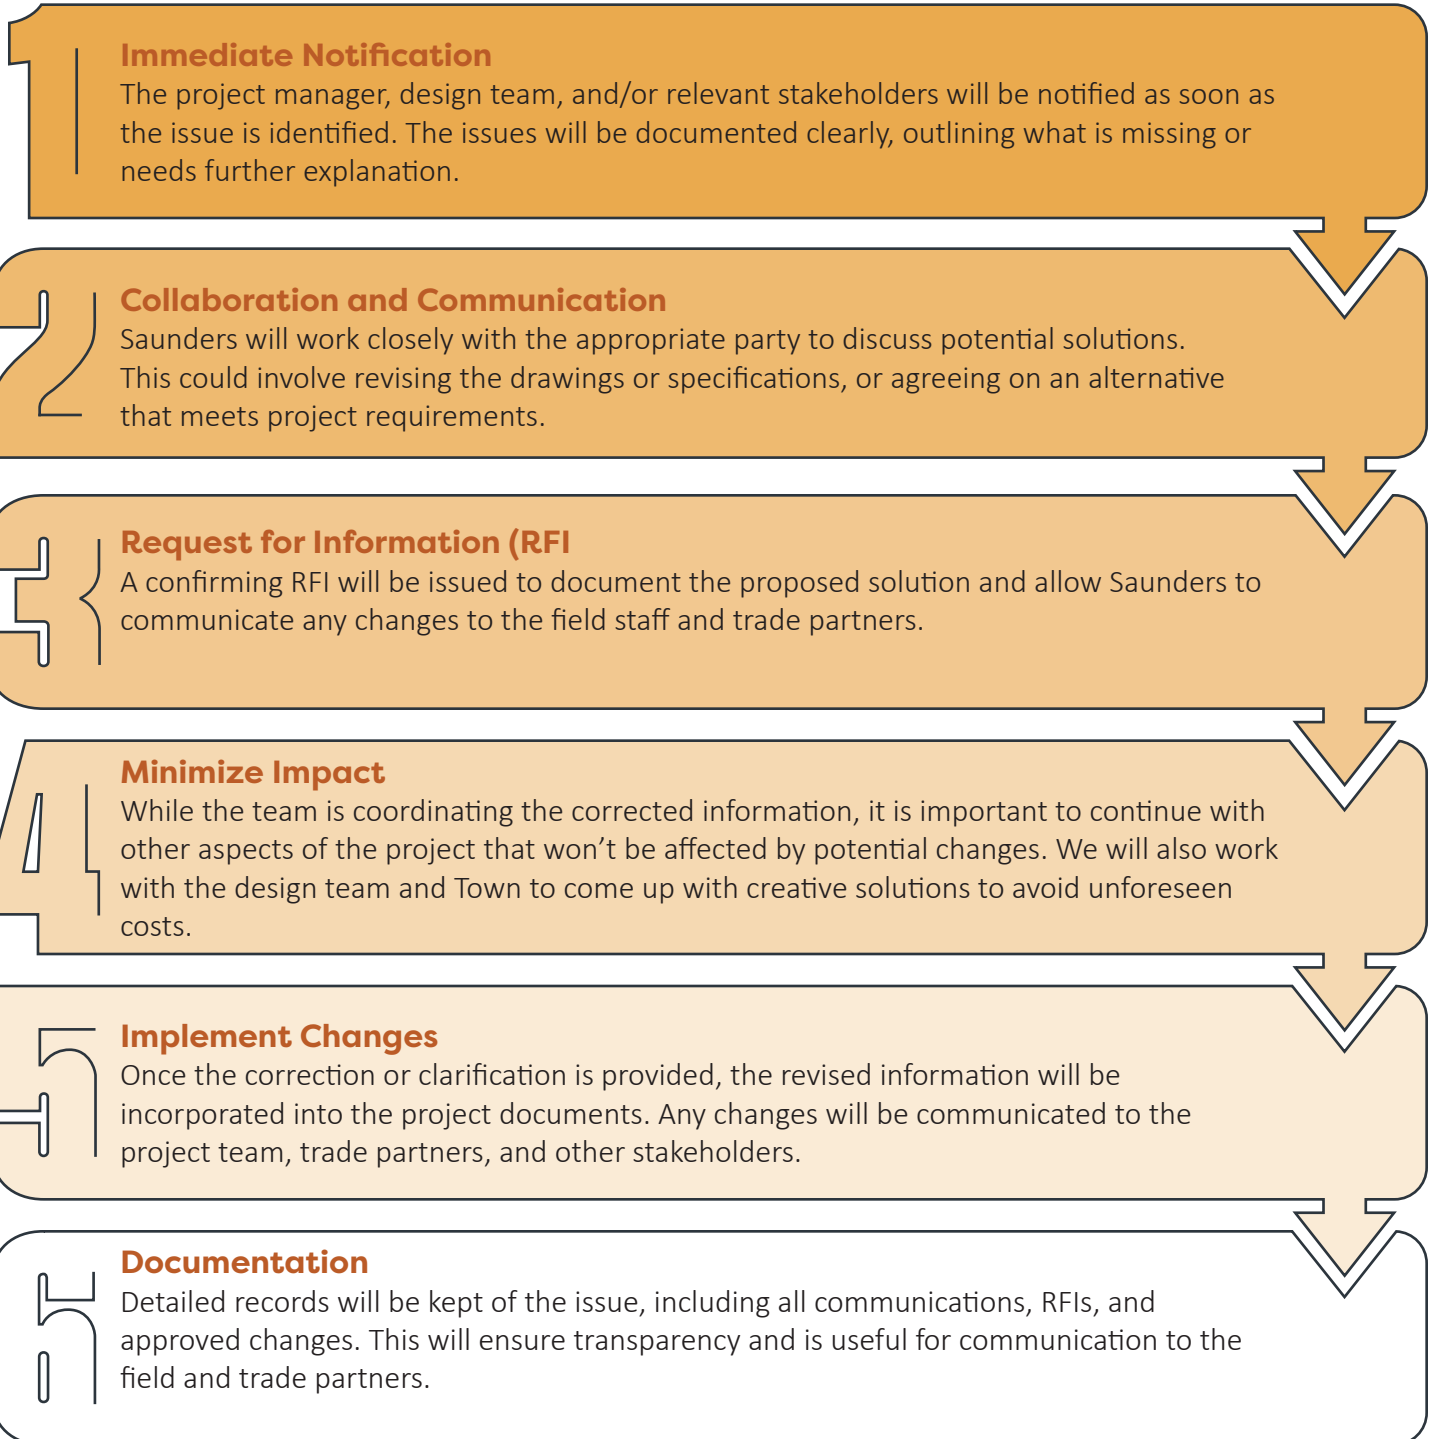 1
Immediate Notification
The project manager, design team, and/or relevant stakeholders will be notified as soon as
the issue is identified. The issues will be documented clearly, outlining what is missing or
needs further explanation.
2
Collaboration and Communication
Saunders will work closely with the appropriate party to discuss potential solutions.
This could involve revising the drawings or specifications, or agreeing on an alternative
that meets project requirements.
3
Request for Information (RFI
A confirming RFI will be issued to document the proposed solution and allow Saunders to
communicate any changes to the field staff and trade partners.
4
Minimize Impact
While the team is coordinating the corrected information, it is important to continue with
other aspects of the project that won’t be affected by potential changes. We will also work
with the design team and Town to come up with creative solutions to avoid unforeseen
costs.
5
Implement Changes
Once the correction or clarification is provided, the revised information will be
incorporated into the project documents. Any changes will be communicated to the
project team, trade partners, and other stakeholders.
6
Documentation
Detailed records will be kept of the issue, including all communications, RFIs, and
approved changes. This will ensure transparency and is useful for communication to the
field and trade partners.